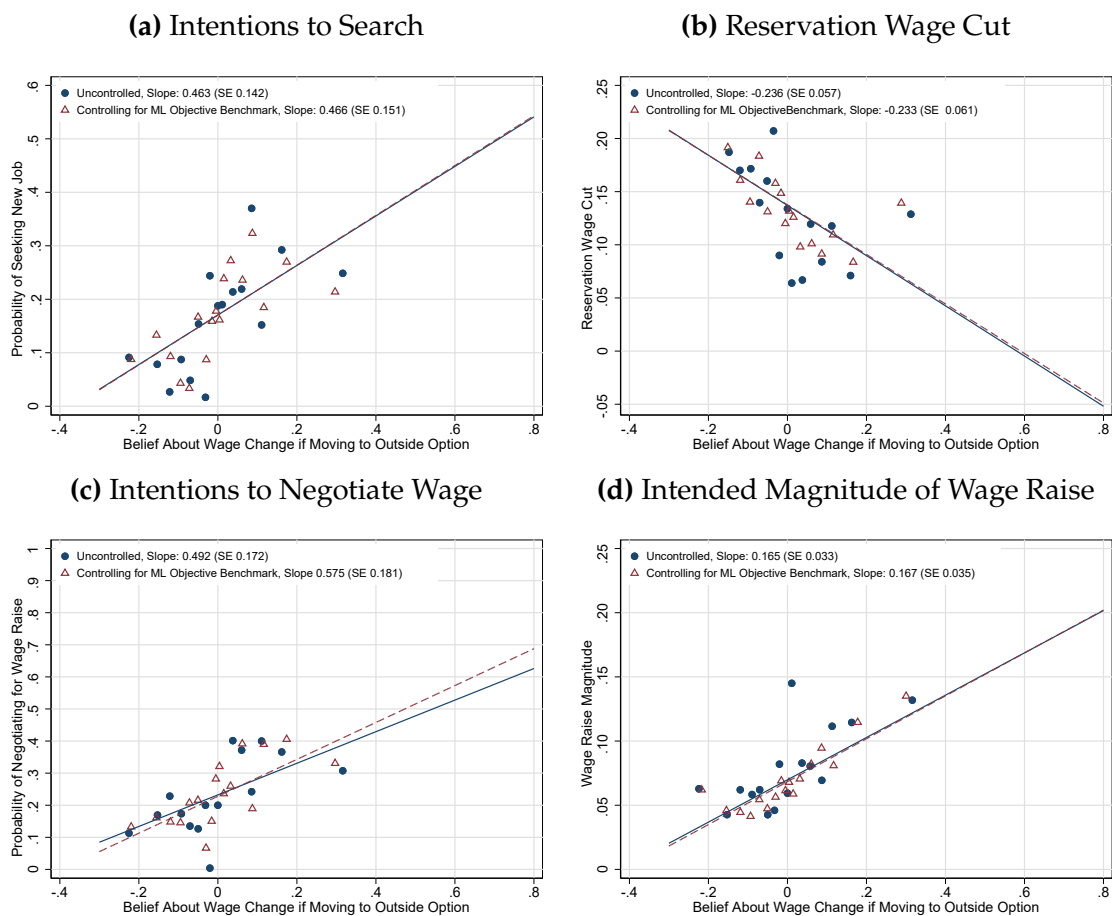 (a) Intentions to Search
Uncontrolled, Slope: 0.463 (SE 0.142)
Controlling for ML Objective Benchmark, Slope: 0.466 (SE 0.151)
Probability of Seeking New Job
.6
.5
.4
.3
.2
.1
0
-.4 -.2 0 .2 .4 .6 .8
Belief About Wage Change if Moving to Outside Option
(b) Reservation Wage Cut
Uncontrolled, Slope: -0.236 (SE 0.057)
Controlling for ML ObjectiveBenchmark, Slope: -0.233 (SE 0.061)
Reservation Wage Cut
.25
.20
.15
.10
.05
0
-.05
-.4 -.2 0 .2 .4 .6 .8
Belief About Wage Change if Moving to Outside Option
(c) Intentions to Negotiate Wage
Uncontrolled, Slope: 0.492 (SE 0.172)
Controlling for ML Objective Benchmark, Slope 0.575 (SE 0.181)
Probability of Negotiating for Wage Raise
1
.9
.8
.7
.6
.5
.4
.3
.2
.1
0
-.4 -.2 0 .2 .4 .6 .8
Belief About Wage Change if Moving to Outside Option
(d) Intended Magnitude of Wage Raise
Uncontrolled, Slope: 0.165 (SE 0.033)
Controlling for ML Objective Benchmark, Slope: 0.167 (SE 0.035)
Wage Raise Magnitude
.25
.20
.15
.10
.05
0
-.4 -.2 0 .2 .4 .6 .8
Belief About Wage Change if Moving to Outside Option